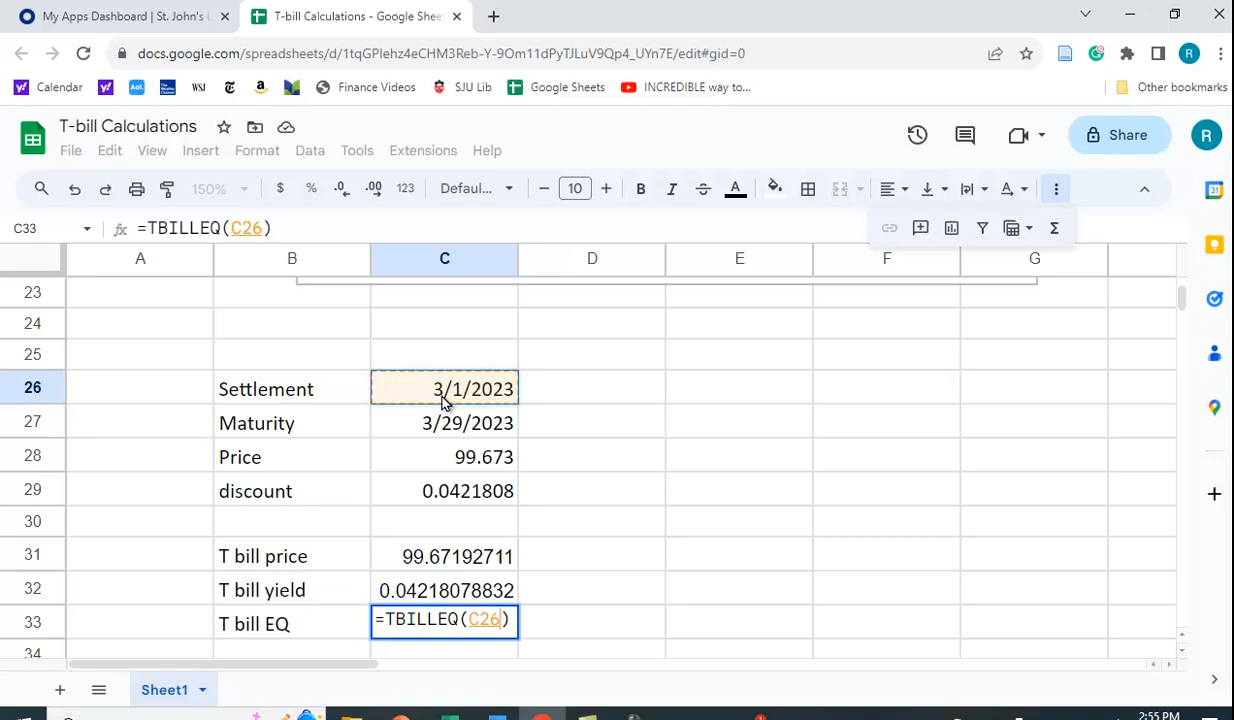 My Apps Dashboard | St. John's
T-bill Calculations - Google Shee
docs.google.com/spreadsheets/d/1tqGPlehz4eCHM3Reb-Y-9Om11dPyTJLuV9Qp4_UYn7E/edit#gid=0
R
Calendar Aol. WSJ Finance Videos SJU Lib Google Sheets INCREDIBLE way to... Other bookmarks
T-bill Calculations
File Edit View Insert Format Data Tools Extensions Help
Share R
150% $ % .0 .00 123 Defaul... 10 B I A A
C33 fx =TBILLEQ(C26)
A B C D E F G
23
24
25
26 Settlement 3/1/2023
27 Maturity 3/29/2023
28 Price 99.673
29 discount 0.0421808
30
31 T bill price 99.67192711
32 T bill yield 0.04218078832
33 T bill EQ =TBILLEQ(C26)
34
Sheet1
2:55 PM